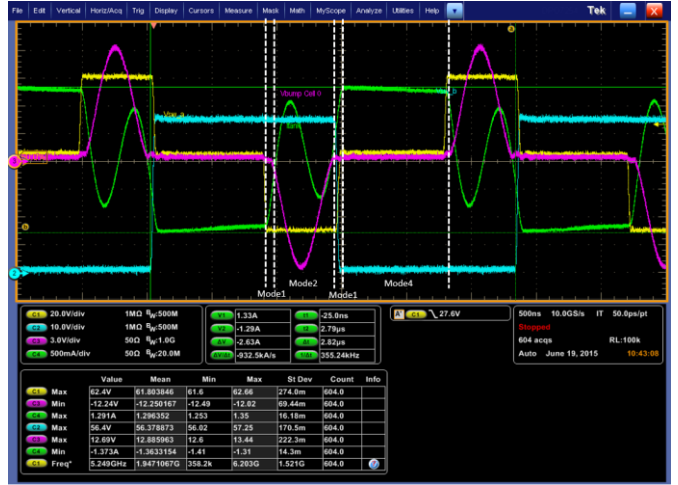 File Edit Vertical Horiz/Acq Trig Display Cursors Measure Mask Math MyScope Analyze Utilities Help Tek
Vbump Cell 0
Mode2 Mode4
Mode1 Mode1
C1 20.0V/div 1MΩ BW:500M
C2 10.0V/div 1MΩ BW:500M
C3 3.0V/div 50Ω BW:1.0G
C4 500mA/div 50Ω BW:20.0M
V1 1.33A t1 -25.0ns
V2 -1.29A t2 2.79µs
ΔV -2.63A Δt 2.82µs
ΔV/Δt -932.5kA/s 1/Δt 355.24kHz
A' C1 27.6V
500ns 10.0GS/s IT 50.0ps/pt
Stopped
604 acqs RL:100k
Auto June 19, 2015 10:43:08
Value Mean Min Max St Dev Count Info
C1 Max 62.4V 61.803846 61.6 62.66 274.0m 604.0
C3 Min -12.24V -12.250167 -12.49 -12.02 69.44m 604.0
C4 Max 1.291A 1.296352 1.253 1.35 16.18m 604.0
C2 Max 56.4V 56.378873 56.02 57.25 170.5m 604.0
C3 Max 12.69V 12.885963 12.6 13.44 222.3m 604.0
C4 Min -1.373A -1.3633154 -1.41 -1.31 14.3m 604.0
C1 Freq* 5.249GHz 1.9471067G 358.2k 6.203G 1.521G 604.0